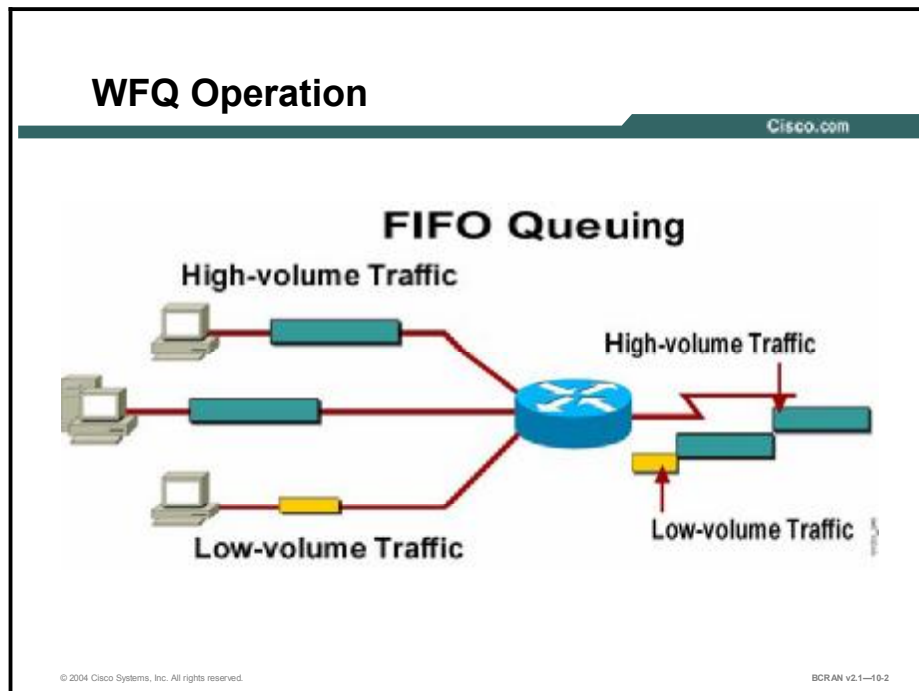 WFQ Operation
Cisco.com
FIFO Queuing
High-volume Traffic
High-volume Traffic
Low-volume Traffic
Low-volume Traffic
© 2004 Cisco Systems, Inc. All rights reserved.
BCRAN v2.1—10-2